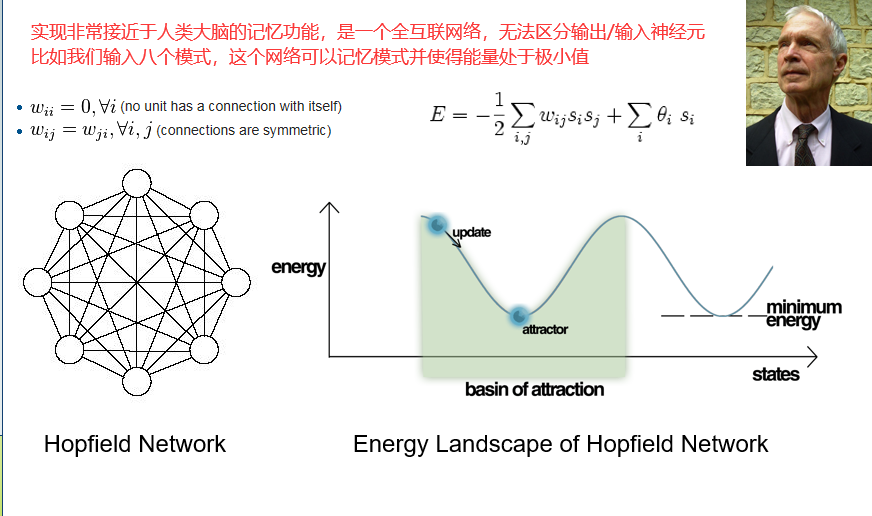 实现非常接近于人类大脑的记忆功能，是一个全互联网络，无法区分输出/输入神经元
比如我们输入八个模式，这个网络可以记忆模式并使得能量处于极小值
• w_{ii} = 0, ∀i (no unit has a connection with itself)
• w_{ij} = w_{ji}, ∀i, j (connections are symmetric)
E = -\frac{1}{2} \sum_{i,j} w_{ij} s_i s_j + \sum_i θ_i s_i
update
energy
attractor
minimum
energy
states
basin of attraction
Hopfield Network
Energy Landscape of Hopfield Network